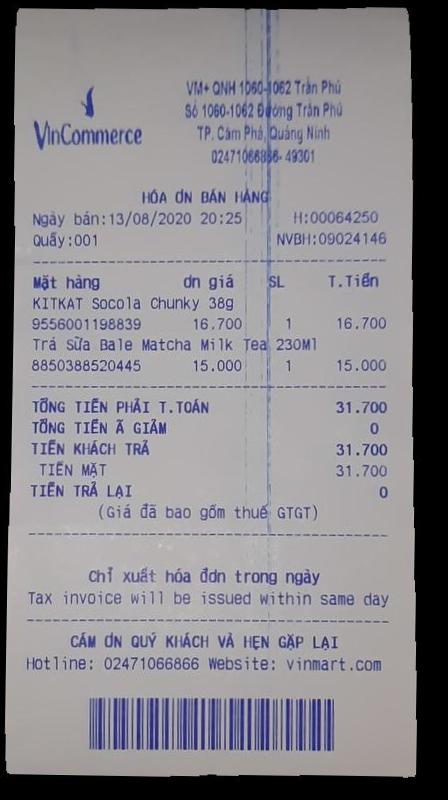 VinCommerce
VM+ QNH 1060-1062 Trần Phú
Số 1060-1062 Đường Trần Phú
TP. Cẩm Phả, Quảng Ninh
02471066866- 49301
HÓA ƠN BÁN HÀNG
Ngày bán:13/08/2020 20:25 H:00064250
Quầy:001 NVBH:09024146
Mặt hàng ơn giá SL T.Tiền
KITKAT Socola Chunky 38g
9556001198839 16.700 1 16.700
Trá Sữa Bale Matcha Milk Tea 230Ml
8850388520445 15.000 1 15.000
TỔNG TIỀN PHẢI T.TOÁN 31.700
TỔNG TIỀN Ã GIẢM 0
TIỀN KHÁCH TRẢ 31.700
TIỀN MẶT 31.700
TIỀN TRẢ LẠI 0
(Giá đã bao gồm thuế GTGT)
Chỉ xuất hóa đơn trong ngày
Tax invoice will be issued within same day
CẢM ƠN QUÝ KHÁCH VÀ HẸN GẶP LẠI
Hotline: 02471066866 Website: vinmart.com